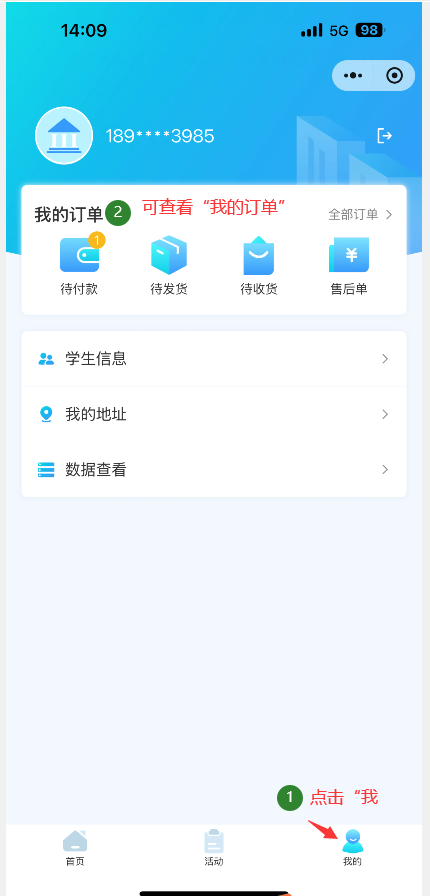 14:09 5G 98
189****3985
我的订单 2 可查看“我的订单” 全部订单
1
待付款 待发货 待收货 售后单
学生信息
我的地址
数据查看
1 点击“我
首页 活动 我的